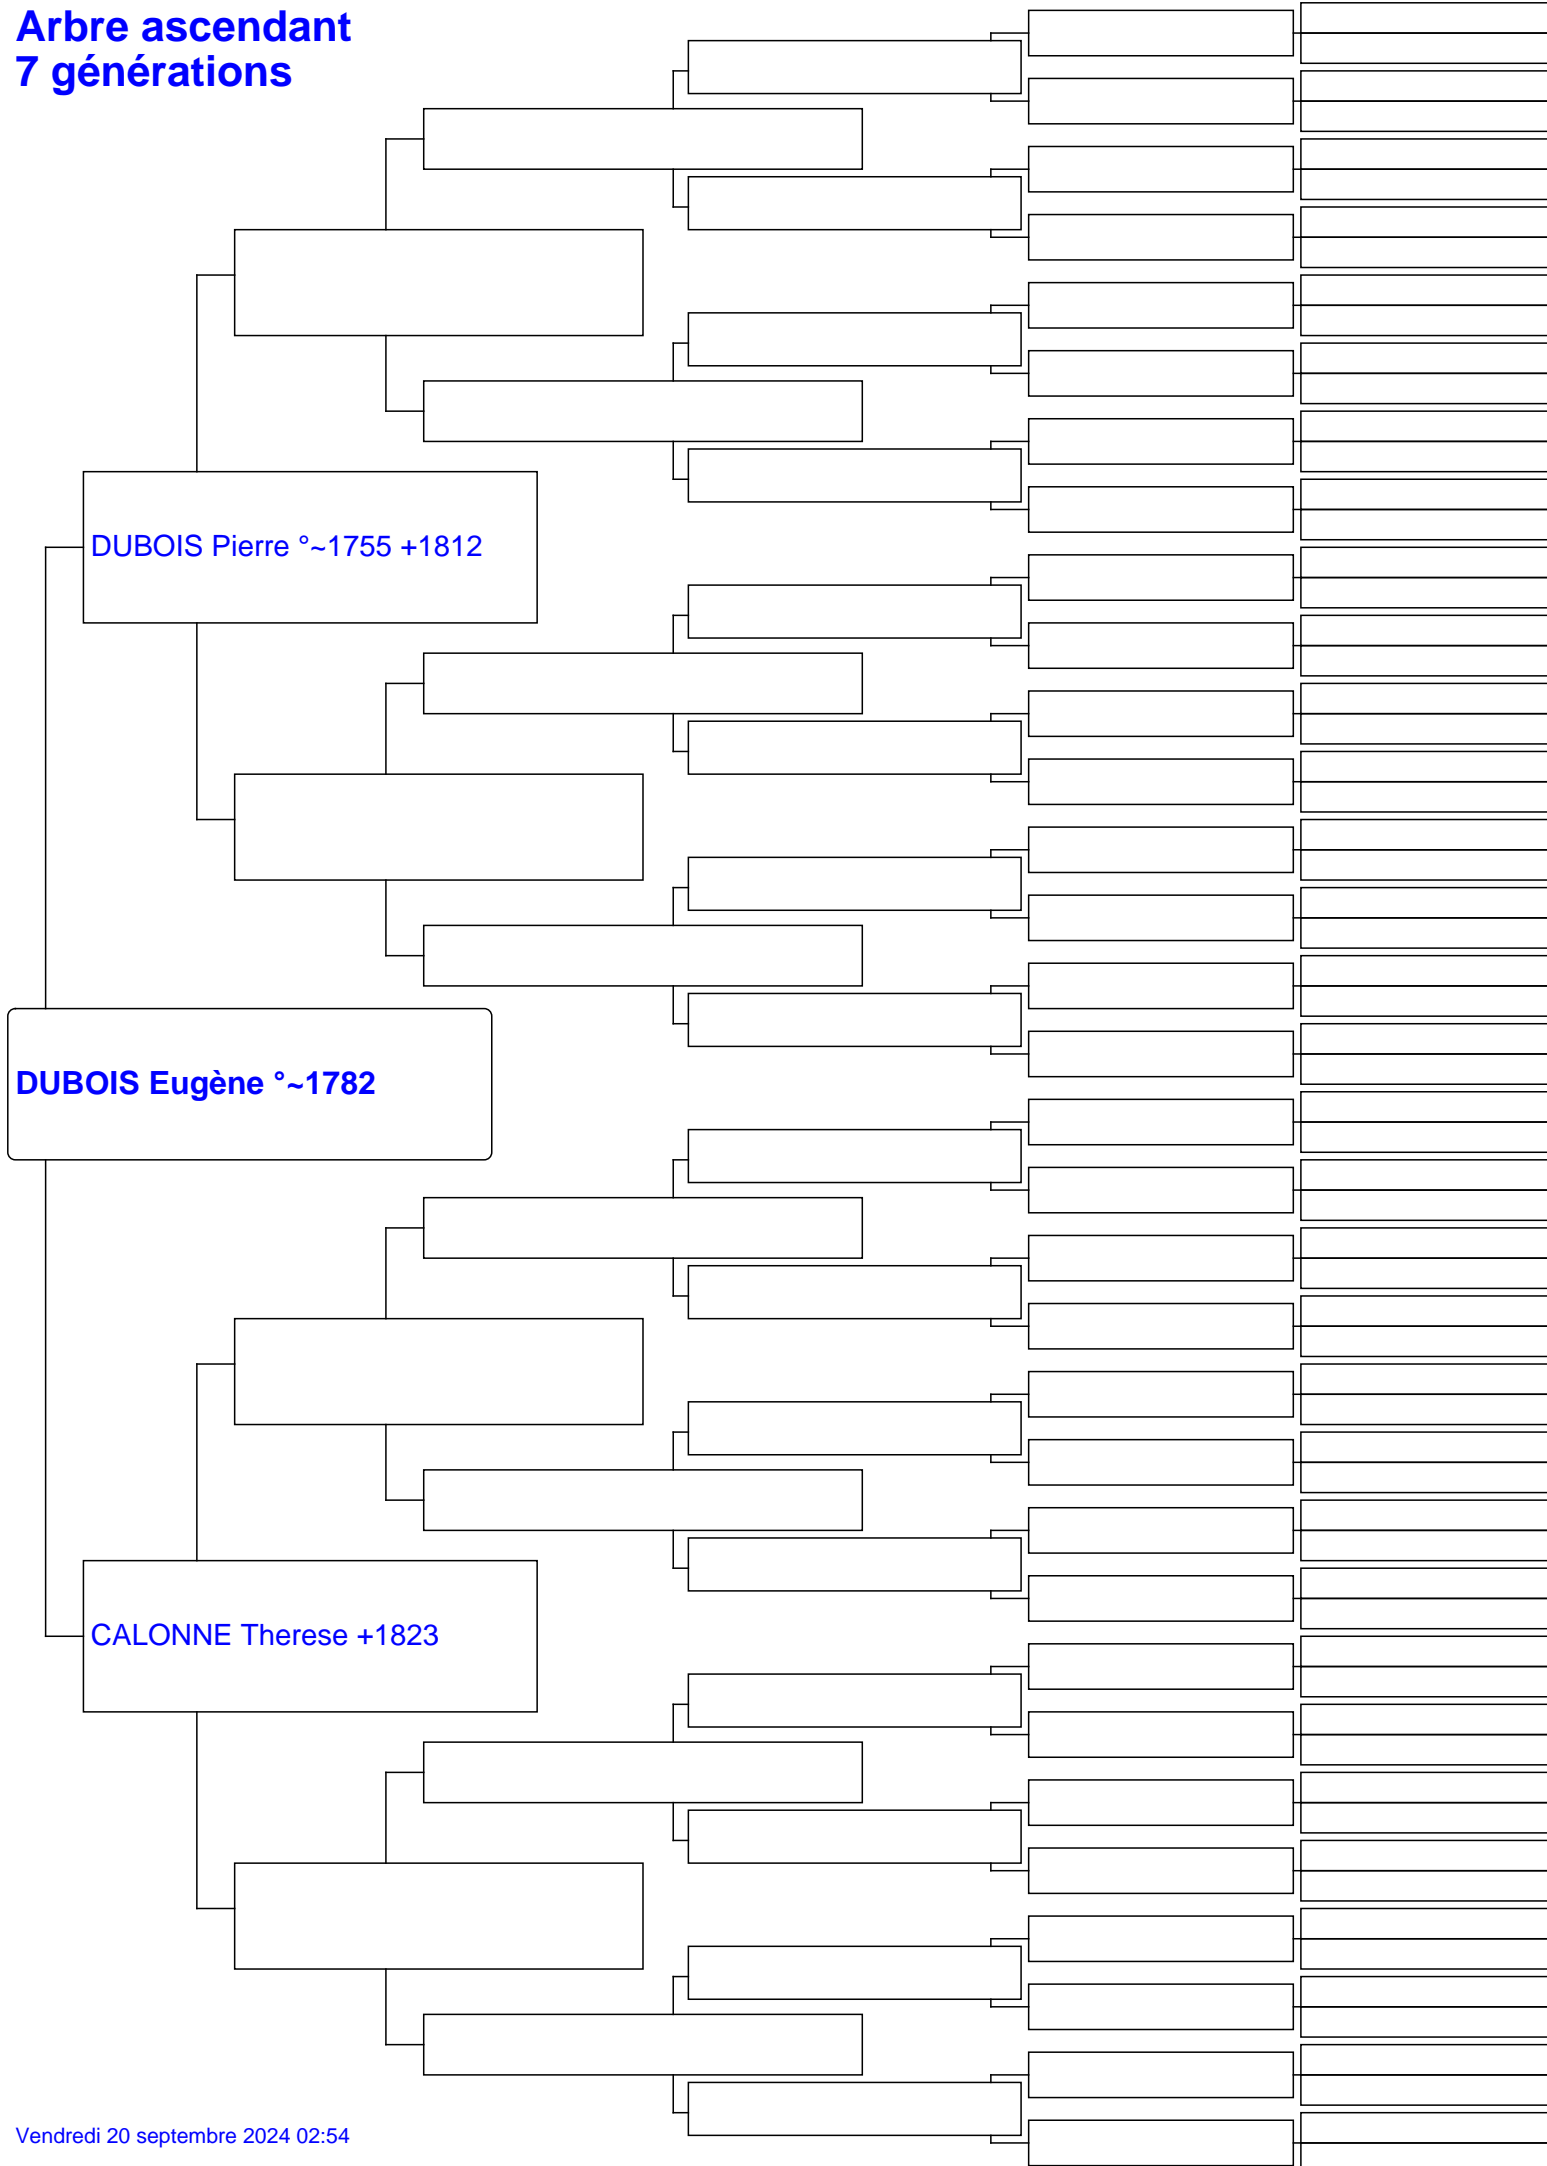 Arbre ascendant
7 générations
DUBOIS Pierre °~1755 +1812
DUBOIS Eugène °~1782
CALONNE Therese +1823
Vendredi 20 septembre 2024 02:54